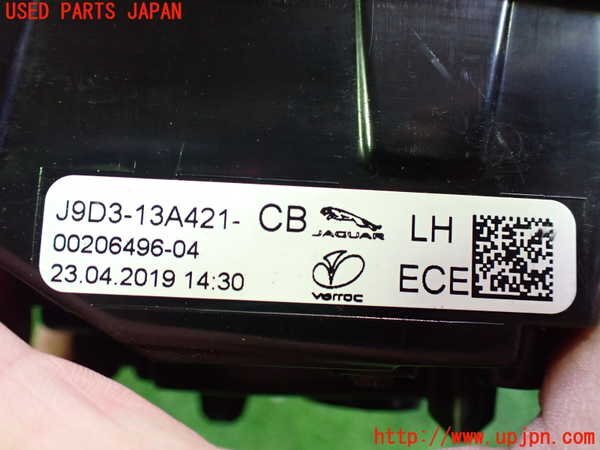 USED PARTS JAPAN
J9D3-13A421- CB JAGUAR LH
00206496-04
23.04.2019 14:30 varroc ECE
http://www.upjpn.com/